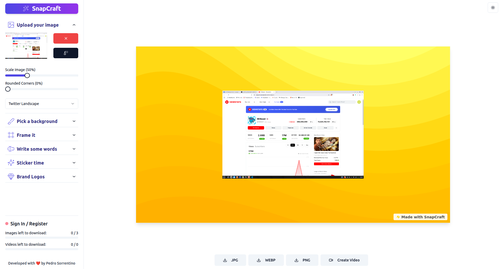 SnapCraft
Upload your image
Scale Image (30%)
Rounded Corners (0%)
Twitter Landscape
Pick a background
Frame it
Write some words
Sticker time
Brand Logos
Sign In / Register
Images left to download: 0 / 3
Videos left to download: 0 / 0
Developed with ❤️ by Pedro Sorrentino
Made with SnapCraft
JPG
WEBP
PNG
Create Video